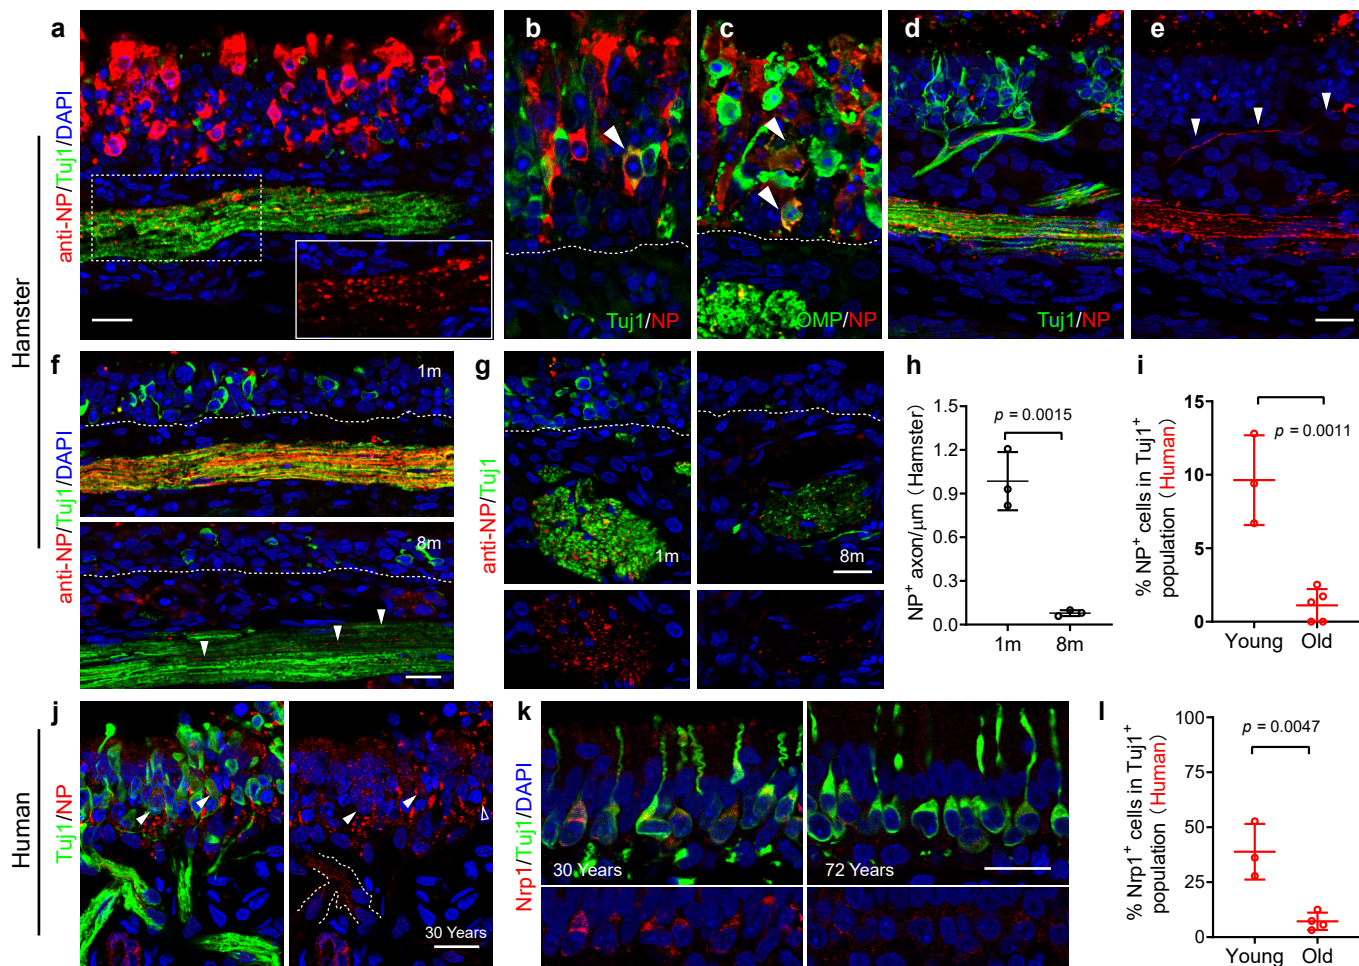 a
b
c
d
e
Hamster
anti-NP/Tuj1/DAPI
Tuj1/NP
OMP/NP
Tuj1/NP
f
1m
8m
anti-NP/Tuj1/DAPI
g
1m
8m
anti-NP/Tuj1
h
p = 0.0015
NP+ axon/μm (Hamster)
1.5
1.2
0.9
0.6
0.3
0.0
1m
8m
i
p = 0.0011
% NP+ cells in Tuj1+
population (Human)
15
10
5
0
Young
Old
Human
j
Tuj1/NP
30 Years
k
Nrp1/Tuj1/DAPI
30 Years
72 Years
l
p = 0.0047
% Nrp1+ cells in Tuj1+
population (Human)
100
75
50
25
0
Young
Old